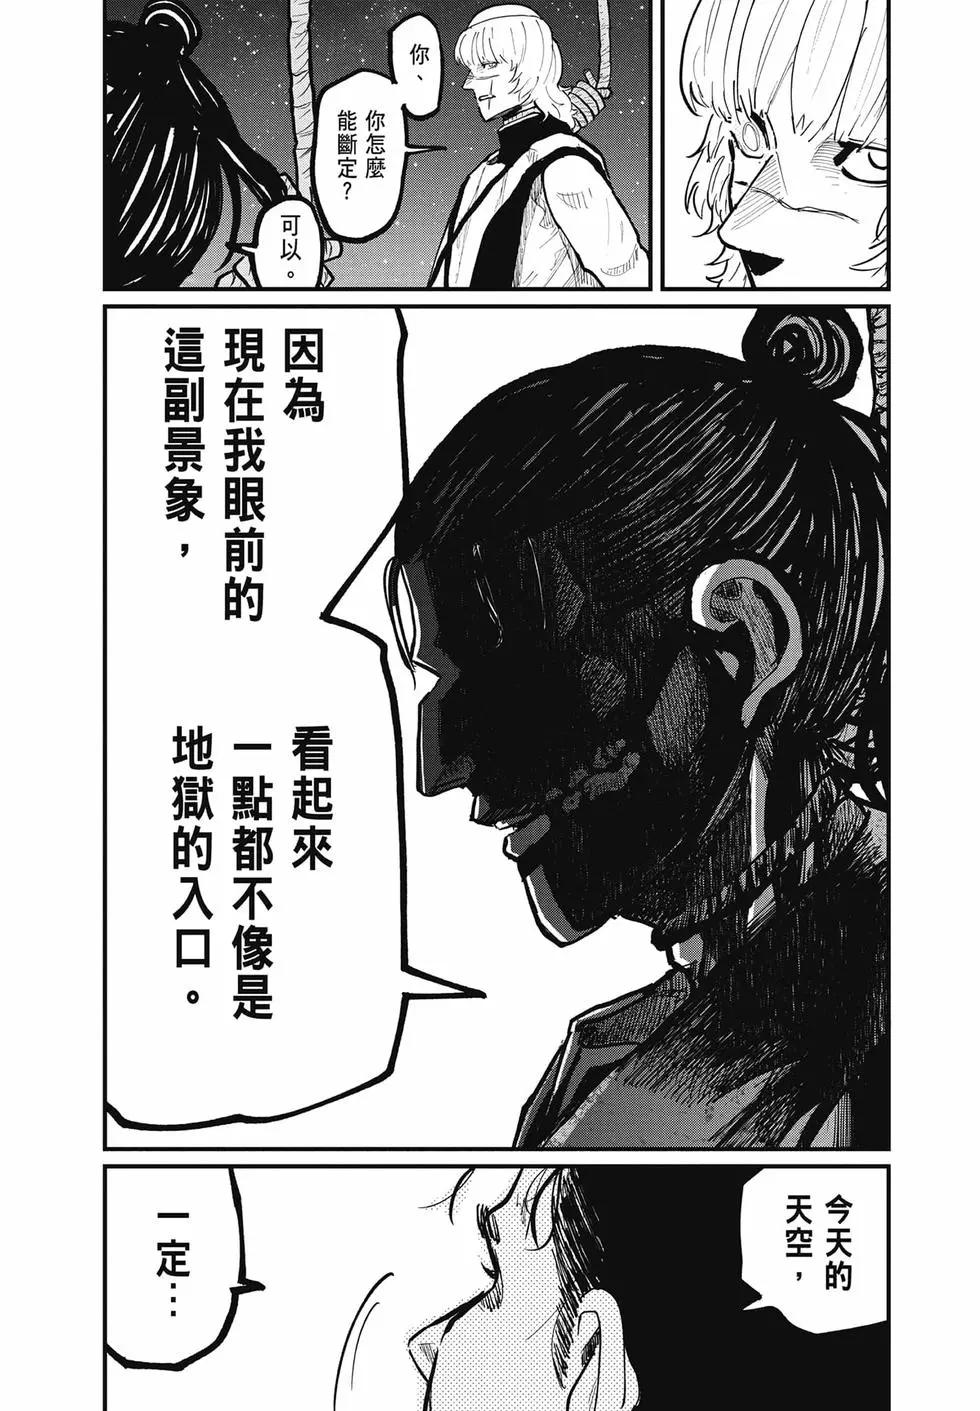 你、
你怎麼
能斷定?
可以。
因為
現在我眼前的
這副景象，
看起來
一點都不像是
地獄的入口。
今天的
天空，
一定⋯